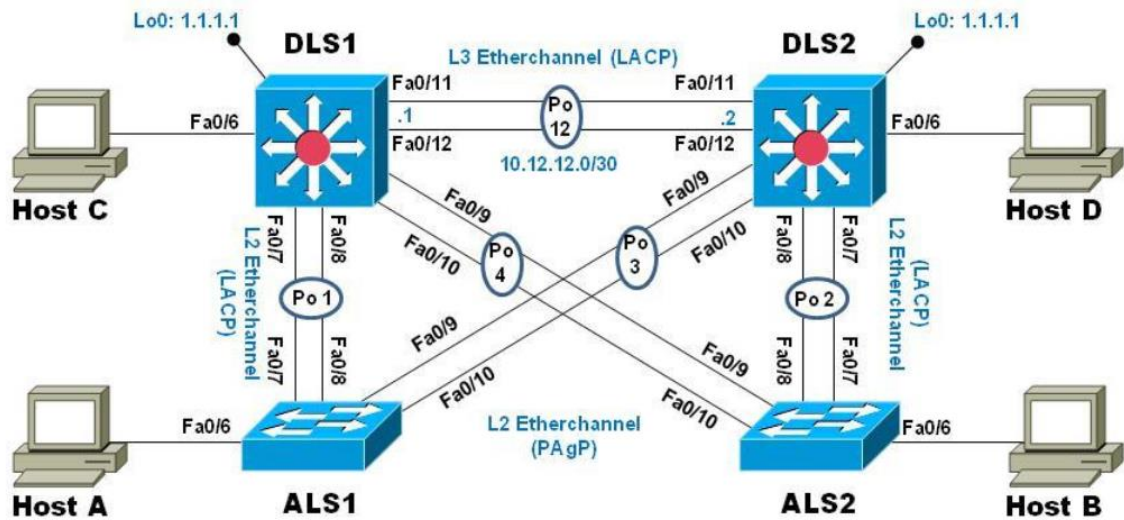 Lo0: 1.1.1.1
Lo0: 1.1.1.1
DLS1
DLS2
L3 Etherchannel (LACP)
Fa0/11
Fa0/11
Fa0/6
.1
Po
12
.2
Fa0/6
Fa0/12
Fa0/12
10.12.12.0/30
Host C
Host D
Fa0/9
Fa0/10
Fa0/9
Fa0/10
Fa0/7
Fa0/8
Fa0/8
Fa0/7
L2 Etherchannel
(LACP)
Po
4
Po
3
(LACP)
L2 Etherchannel
Po 1
Po 2
Fa0/7
Fa0/8
Fa0/9
Fa0/10
Fa0/9
Fa0/10
Fa0/8
Fa0/7
L2 Etherchannel
(PAgP)
Fa0/6
Fa0/6
Host A
ALS1
ALS2
Host B